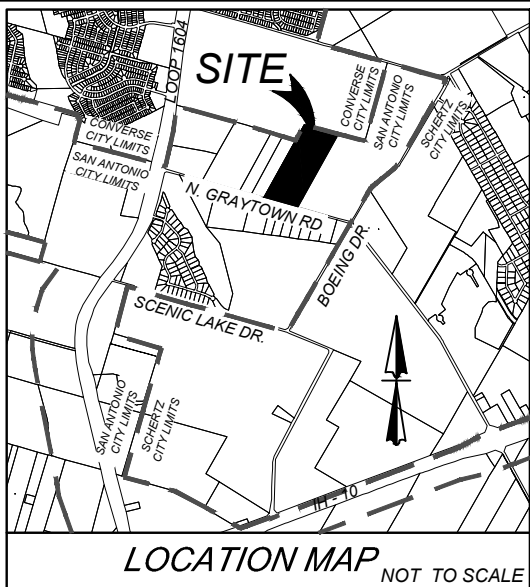 LOOP 1604
SITE
CONVERSE
CITY LIMITS
SAN ANTONIO
CITY LIMITS
SCHERTZ
CITY LIMITS
CONVERSE
CITY LIMITS
SAN ANTONIO
CITY LIMITS
N. GRAYTOWN RD
BOEING DR.
SCENIC LAKE DR.
SAN ANTONIO
CITY LIMITS
SCHERTZ
CITY LIMITS
IH - 10
LOCATION MAP
NOT TO SCALE